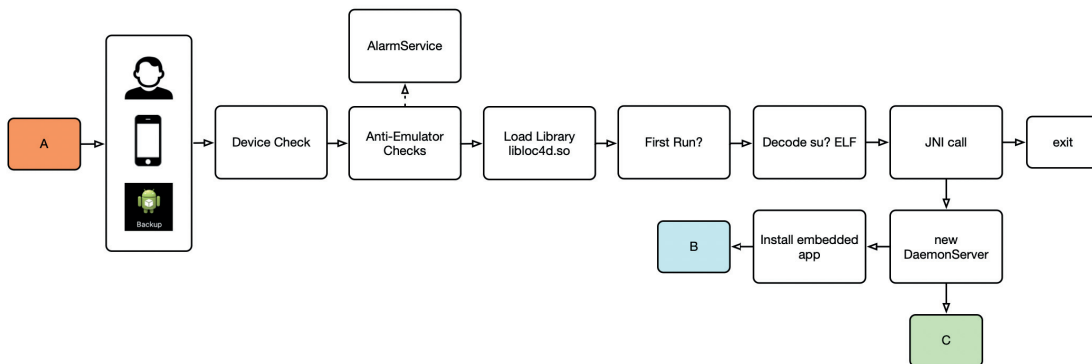 AlarmService
A
Backup
Device Check
Anti-Emulator
Checks
Load Library
libloc4d.so
First Run?
Decode su? ELF
JNI call
exit
B
Install embedded
app
new
DaemonServer
C